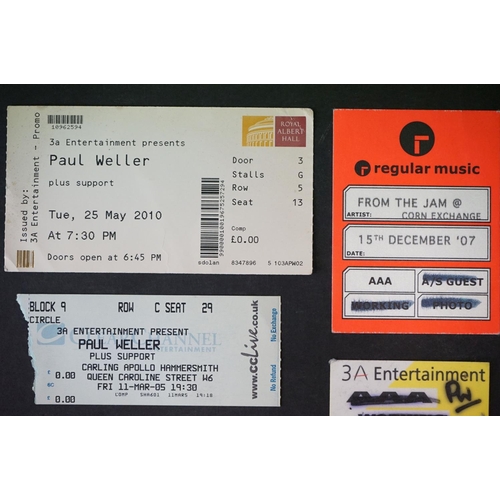 10962594
3a Entertainment presents
Paul Weller
plus support
Tue, 25 May 2010
At 7:30 PM
Doors open at 6:45 PM
Issued by:
3A Entertainment - Promo
ROYAL
ALBERT
HALL
Door 3
Stalls G
Row 5
Seat 13
Comp
£0.00
sdolan 8347896 5 1O3APW02
BLOCK 9 ROW C SEAT 29
CIRCLE
3A ENTERTAINMENT PRESENT
PAUL WELLER
PLUS SUPPORT
CARLING APOLLO HAMMERSMITH
QUEEN CAROLINE STREET W6
FRI 11-MAR-05 19:30
£ 0.00
0.00
www.cclive.co.uk
No Refund
No Exchange
regular music
FROM THE JAM @
ARTIST: CORN EXCHANGE
15TH DECEMBER '07
DATE:
AAA
A/S GUEST
WORKING
PHOTO
3A Entertainment
PW